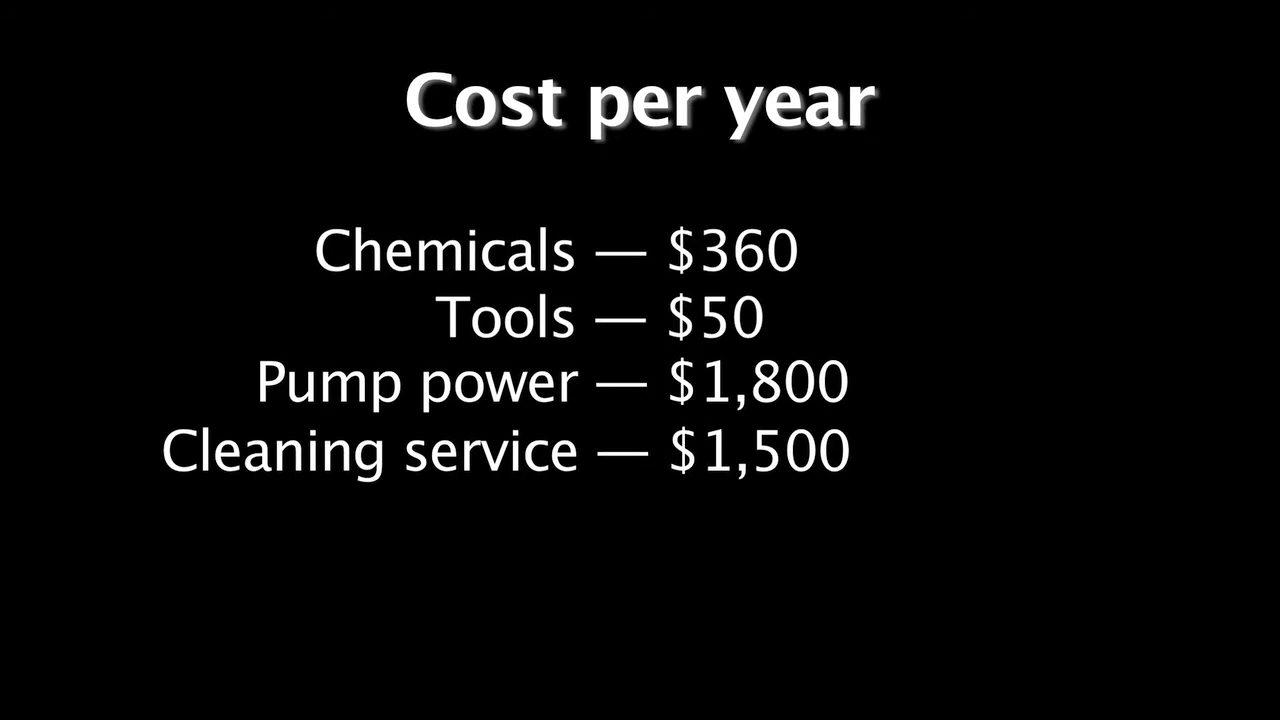 Cost per year
Chemicals — $360
Tools — $50
Pump power — $1,800
Cleaning service — $1,500